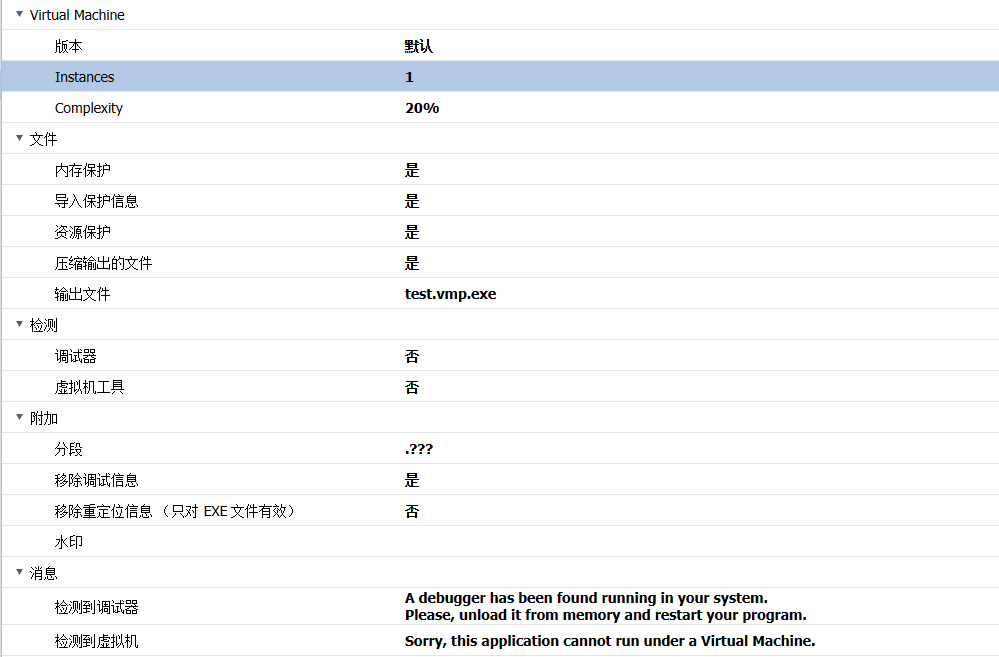 Virtual Machine
版本 默认
Instances 1
Complexity 20%
文件
内存保护 是
导入保护信息 是
资源保护 是
压缩输出的文件 是
输出文件 test.vmp.exe
检测
调试器 否
虚拟机工具 否
附加
分段 .???
移除调试信息 是
移除重定位信息 （只对 EXE 文件有效） 否
水印
消息
检测到调试器 A debugger has been found running in your system.
Please, unload it from memory and restart your program.
检测到虚拟机 Sorry, this application cannot run under a Virtual Machine.